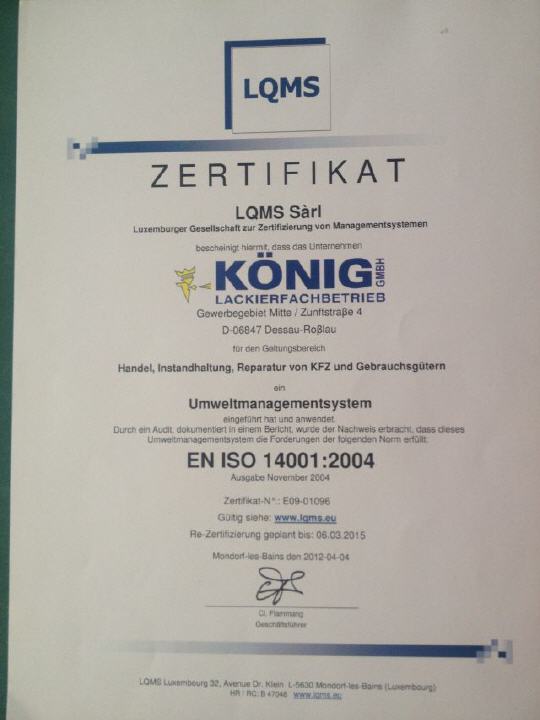 LQMS
ZERTIFIKAT
LQMS Sàrl
Luxemburger Gesellschaft zur Zertifizierung von Managementsystemen
bescheinigt hiermit, dass das Unternehmen
KÖNIG GMBH
LACKIERFACHBETRIEB
Gewerbegebiet Mitte / Zunftstraße 4
D-06847 Dessau-Roßlau
für den Geltungsbereich
Handel, Instandhaltung, Reparatur von KFZ und Gebrauchsgütern
ein
Umweltmanagementsystem
eingeführt hat und anwendet.
Durch ein Audit, dokumentiert in einem Bericht, wurde der Nachweis erbracht, dass dieses
Umweltmanagementsystem die Forderungen der folgenden Norm erfüllt:
EN ISO 14001:2004
Ausgabe November 2004
Zertifikat-N°.: E09-01096
Gültig siehe: www.lqms.eu
Re-Zertifizierung geplant bis: 06.03.2015
Mondorf-les-Bains den 2012-04-04
Cl. Flammang
Geschäftsführer
LQMS Luxembourg 32, Avenue Dr. Klein L-5630 Mondorf-les-Bains (Luxembourg)
HR / RC: B 47046 www.lqms.eu